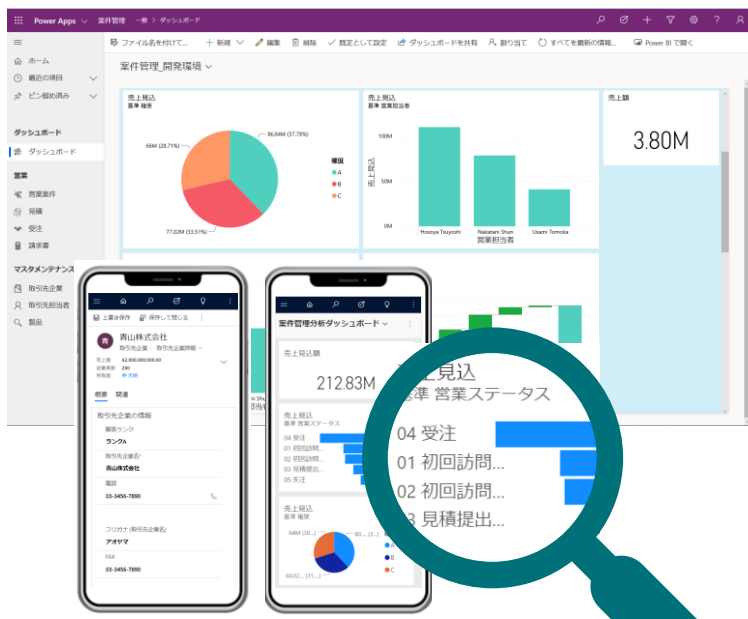 Power Apps 案件管理 一般 > ダッシュボード
ファイル名を付けて... 新規 編集 削除 既定として設定 ダッシュボードを共有 割り当て すべてを最新の情報... Power BI で開く
ホーム
最近の項目
ピン留め済み
ダッシュボード
ダッシュボード
営業
営業案件
見積
受注
請求書
マスタメンテナンス
取引先企業
取引先担当者
製品
案件管理_開発環境
売上見込
基準 確度
86.84M (37.78%)
66M (28.71%)
77.02M (33.51%)
確度
A
B
C
売上見込
基準 営業担当者
100M
50M
0M
売上見込
Hosoya Tsuyoshi Nakatani Shun Usami Tomoka
営業担当者
売上額
3.80M
上書き保存 保存して閉じる
青
青山株式会社
取引先企業 · 取引先企業詳細
売上高 ¥2,000,000,000.00
従業員数 200
所有者
概要 関連
取引先企業の情報
顧客ランク
ランクA
取引先企業名*
青山株式会社
電話
03-3456-7890
フリガナ (取引先企業名)
アオヤマ
FAX
03-3456-7890
案件管理分析ダッシュボード
売上見込額
212.83M
売上見込
基準 営業ステータス
04 受注
01 初回訪問...
02 初回訪問...
03 見積提出...
05 失注
売上見込
基準 確度
64M (30...)
80... (3...)
68.02... (31...)
A
B
C
上見込
基準 営業ステータス
04 受注
01 初回訪問...
02 初回訪問...
3 見積提出...